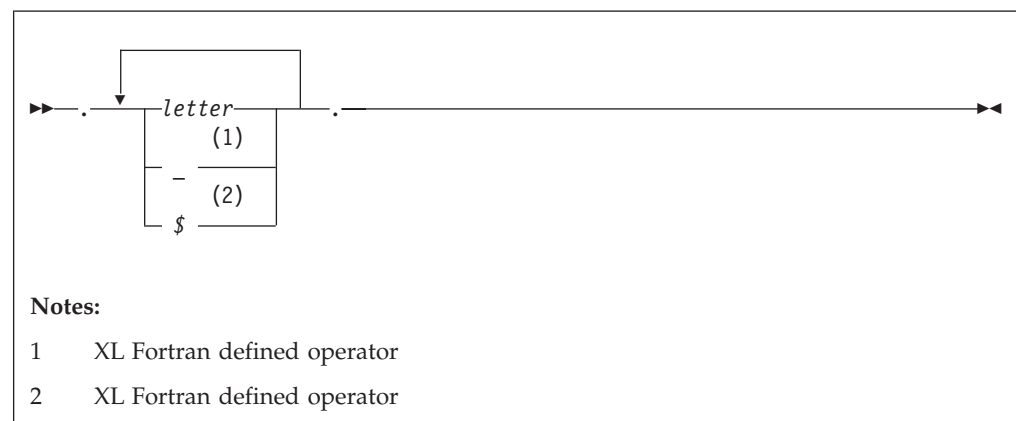 . letter .
(1)
_
(2)
$
Notes:
1 XL Fortran defined operator
2 XL Fortran defined operator